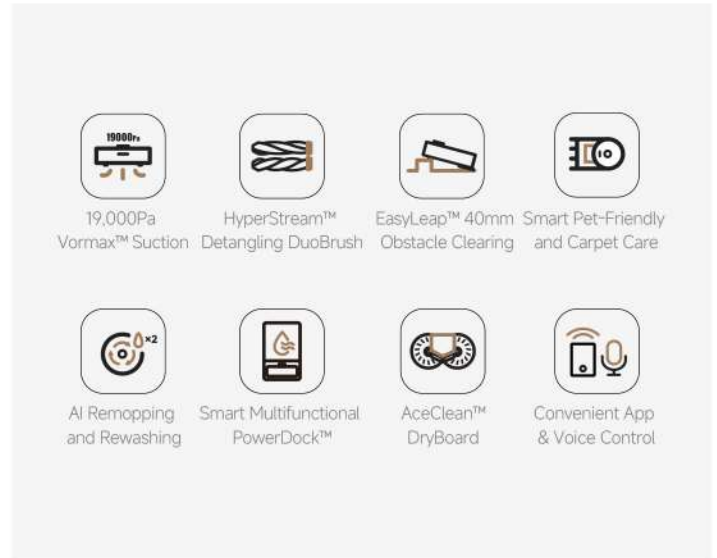 19000Pa
19,000Pa
Vormax™ Suction
HyperStream™
Detangling DuoBrush
EasyLeap™ 40mm
Obstacle Clearing
Smart Pet-Friendly
and Carpet Care
×2
AI Remopping
and Rewashing
Smart Multifunctional
PowerDock™
AceClean™
DryBoard
Convenient App
& Voice Control